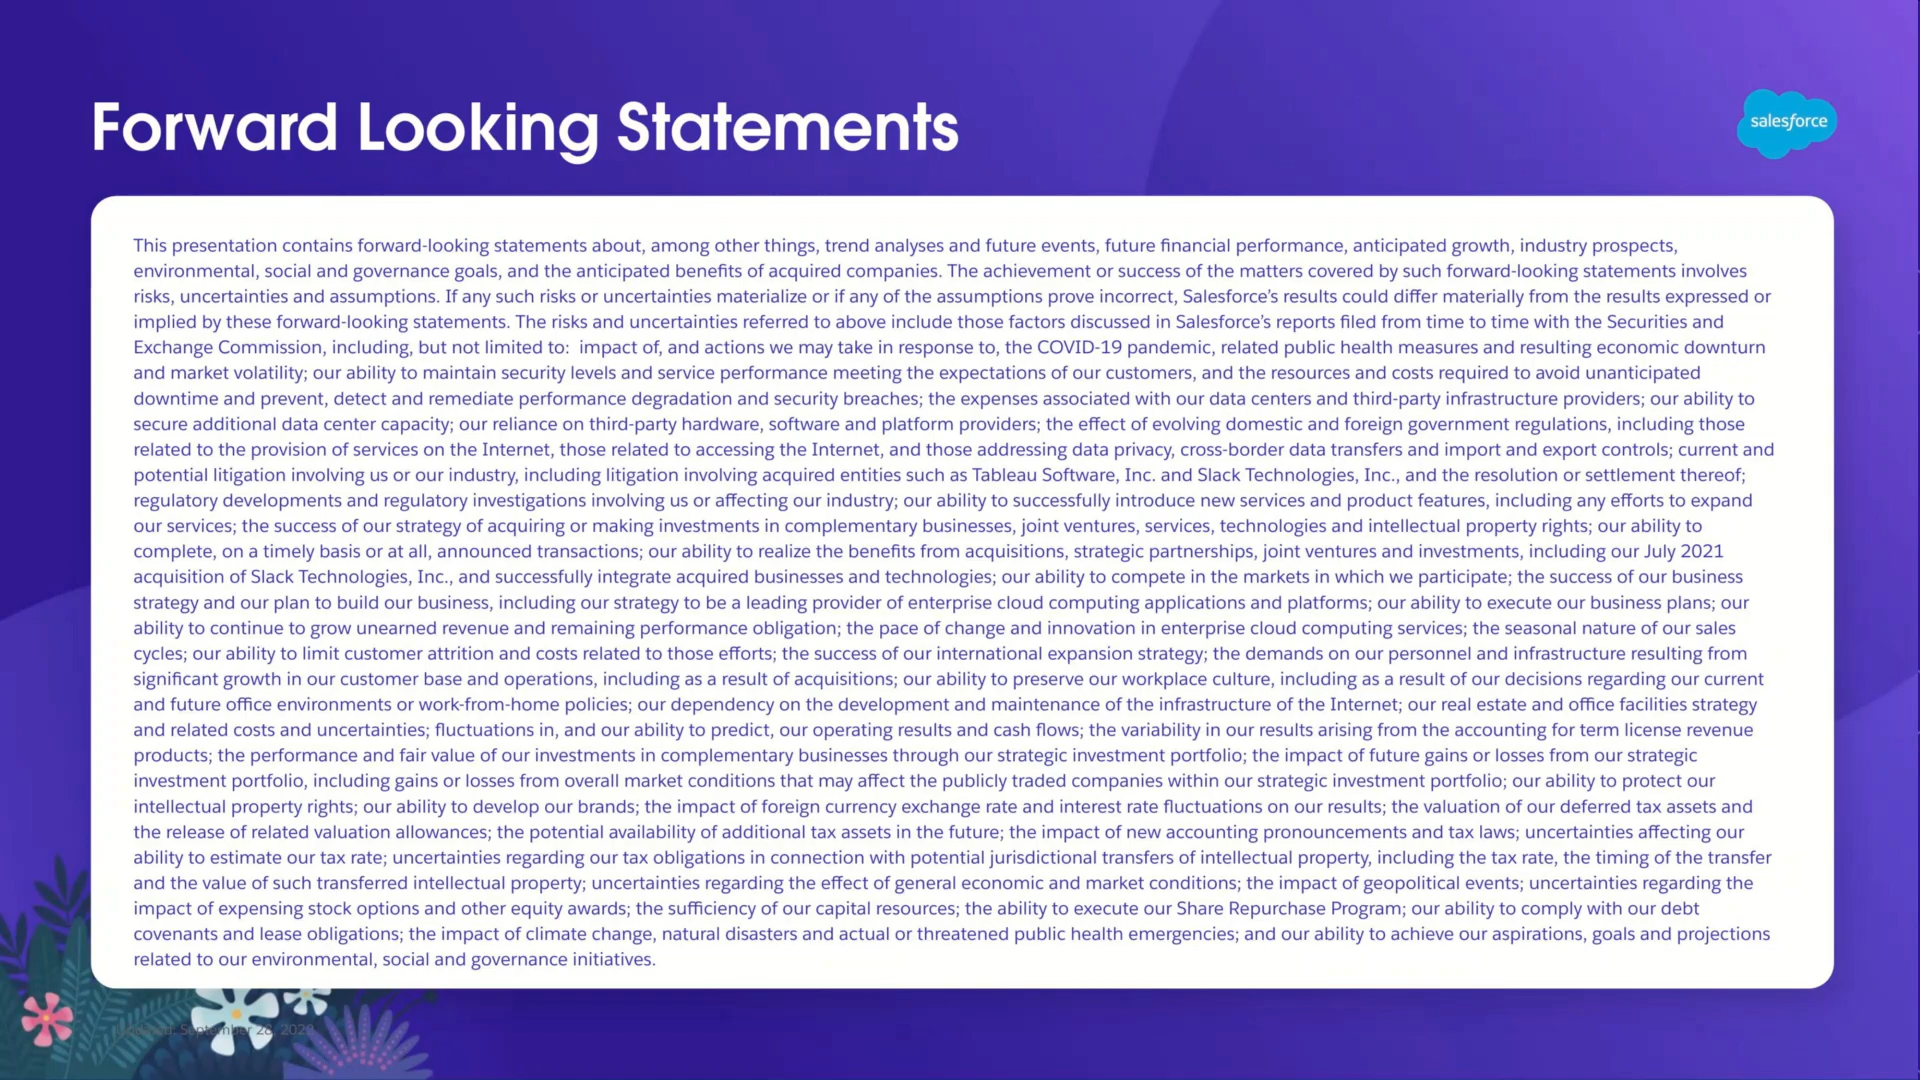 Forward Looking Statements
salesforce
This presentation contains forward-looking statements about, among other things, trend analyses and future events, future financial performance, anticipated growth, industry prospects,
environmental, social and governance goals, and the anticipated benefits of acquired companies. The achievement or success of the matters covered by such forward-looking statements involves
risks, uncertainties and assumptions. If any such risks or uncertainties materialize or if any of the assumptions prove incorrect, Salesforce’s results could differ materially from the results expressed or
implied by these forward-looking statements. The risks and uncertainties referred to above include those factors discussed in Salesforce’s reports filed from time to time with the Securities and
Exchange Commission, including, but not limited to:  impact of, and actions we may take in response to, the COVID-19 pandemic, related public health measures and resulting economic downturn
and market volatility; our ability to maintain security levels and service performance meeting the expectations of our customers, and the resources and costs required to avoid unanticipated
downtime and prevent, detect and remediate performance degradation and security breaches; the expenses associated with our data centers and third-party infrastructure providers; our ability to
secure additional data center capacity; our reliance on third-party hardware, software and platform providers; the effect of evolving domestic and foreign government regulations, including those
related to the provision of services on the Internet, those related to accessing the Internet, and those addressing data privacy, cross-border data transfers and import and export controls; current and
potential litigation involving us or our industry, including litigation involving acquired entities such as Tableau Software, Inc. and Slack Technologies, Inc., and the resolution or settlement thereof;
regulatory developments and regulatory investigations involving us or affecting our industry; our ability to successfully introduce new services and product features, including any efforts to expand
our services; the success of our strategy of acquiring or making investments in complementary businesses, joint ventures, services, technologies and intellectual property rights; our ability to
complete, on a timely basis or at all, announced transactions; our ability to realize the benefits from acquisitions, strategic partnerships, joint ventures and investments, including our July 2021
acquisition of Slack Technologies, Inc., and successfully integrate acquired businesses and technologies; our ability to compete in the markets in which we participate; the success of our business
strategy and our plan to build our business, including our strategy to be a leading provider of enterprise cloud computing applications and platforms; our ability to execute our business plans; our
ability to continue to grow unearned revenue and remaining performance obligation; the pace of change and innovation in enterprise cloud computing services; the seasonal nature of our sales
cycles; our ability to limit customer attrition and costs related to those efforts; the success of our international expansion strategy; the demands on our personnel and infrastructure resulting from
significant growth in our customer base and operations, including as a result of acquisitions; our ability to preserve our workplace culture, including as a result of our decisions regarding our current
and future office environments or work-from-home policies; our dependency on the development and maintenance of the infrastructure of the Internet; our real estate and office facilities strategy
and related costs and uncertainties; fluctuations in, and our ability to predict, our operating results and cash flows; the variability in our results arising from the accounting for term license revenue
products; the performance and fair value of our investments in complementary businesses through our strategic investment portfolio; the impact of future gains or losses from our strategic
investment portfolio, including gains or losses from overall market conditions that may affect the publicly traded companies within our strategic investment portfolio; our ability to protect our
intellectual property rights; our ability to develop our brands; the impact of foreign currency exchange rate and interest rate fluctuations on our results; the valuation of our deferred tax assets and
the release of related valuation allowances; the potential availability of additional tax assets in the future; the impact of new accounting pronouncements and tax laws; uncertainties affecting our
ability to estimate our tax rate; uncertainties regarding our tax obligations in connection with potential jurisdictional transfers of intellectual property, including the tax rate, the timing of the transfer
and the value of such transferred intellectual property; uncertainties regarding the effect of general economic and market conditions; the impact of geopolitical events; uncertainties regarding the
impact of expensing stock options and other equity awards; the sufficiency of our capital resources; the ability to execute our Share Repurchase Program; our ability to comply with our debt
covenants and lease obligations; the impact of climate change, natural disasters and actual or threatened public health emergencies; and our ability to achieve our aspirations, goals and projections
related to our environmental, social and governance initiatives.
September